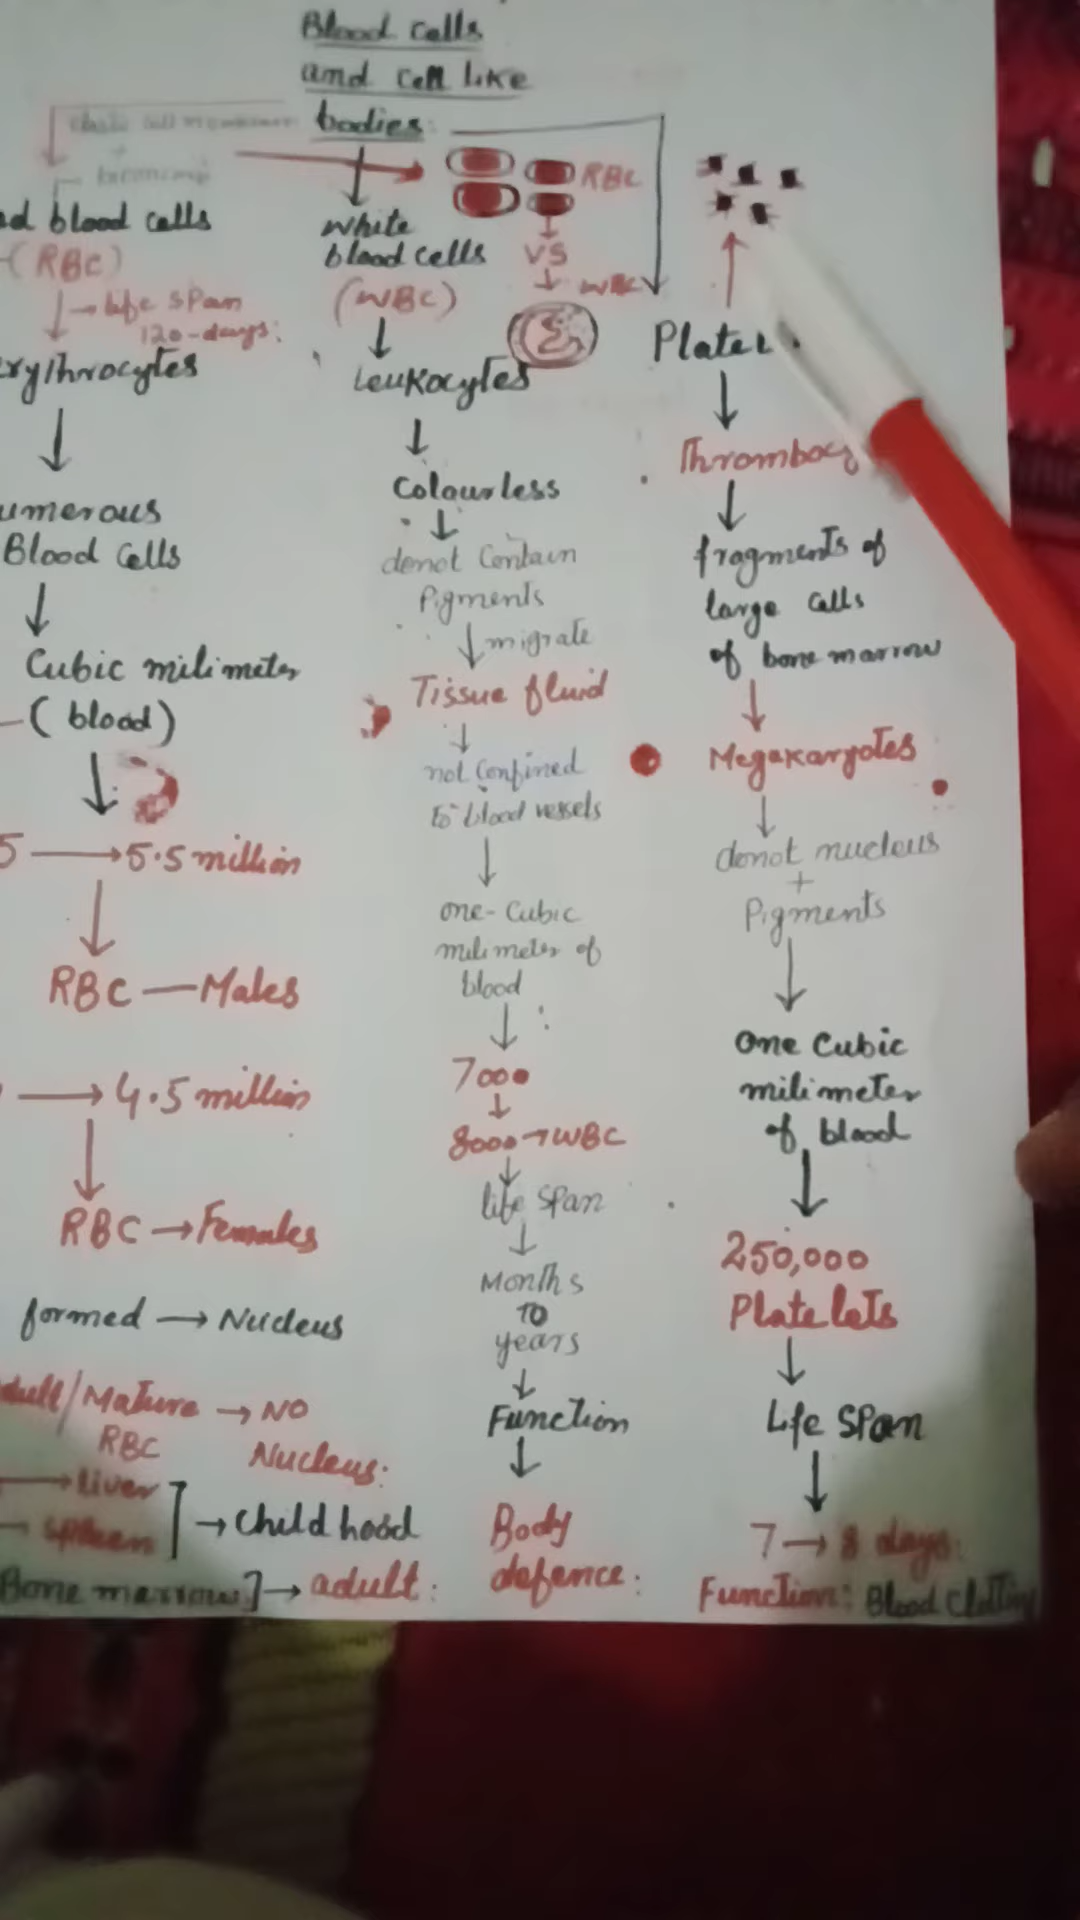 Blood cells
and cell like
bodies:
blood cells
(RBC)
life span
120-days:
umerous
Blood Cells
Cubic milimeter
(blood)
5 → 5.5 million
RBC — Males
→ 4.5 million
RBC → Females
formed → Nucleus
/Mature → NO
RBC Nucleus:
→ liver
→ spleen
→ Child hood
Bone marrow] → adult:
RBC
VS
WBC
White
blood cells
(WBC)
Leukocytes
Colourless
donot Contain
Pigments
migrate
Tissue fluid
not Confined
to blood vessels
one-Cubic
milimeter of
blood
7000
8000 → WBC
life span
Months
TO
years
Function
Body
defence:
Platel
Thromboc
fragments of
large cells
of bone marrow
Megakaryotes
donot nucleus
+
Pigments
one Cubic
milimeter
of blood
250,000
Platelets
Life Span
7 → 8 days:
Function: Blood Clotting